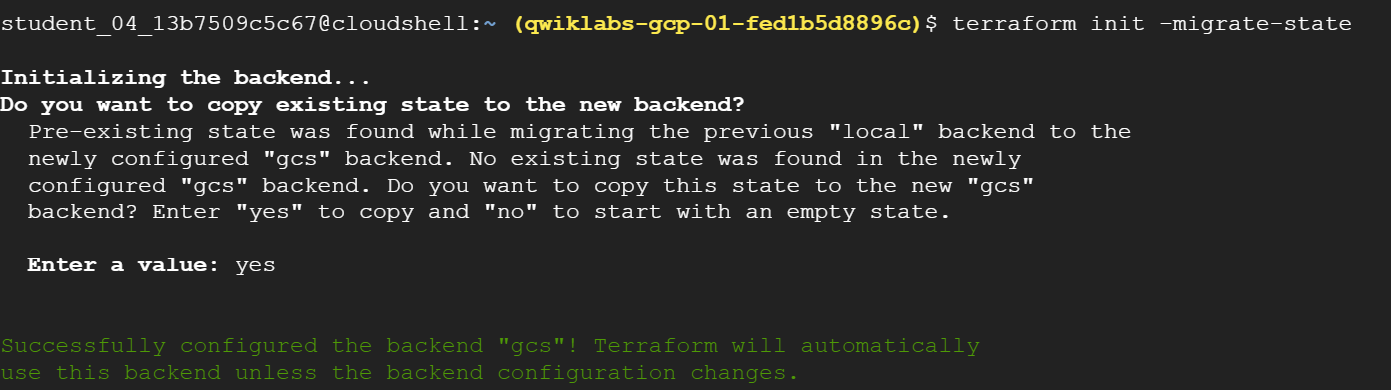 student_04_13b7509c5c67@cloudshell:~ (qwiklabs-gcp-01-fed1b5d8896c)$ terraform init -migrate-state
Initializing the backend...
Do you want to copy existing state to the new backend?
Pre-existing state was found while migrating the previous "local" backend to the
newly configured "gcs" backend. No existing state was found in the newly
configured "gcs" backend. Do you want to copy this state to the new "gcs"
backend? Enter "yes" to copy and "no" to start with an empty state.
Enter a value: yes
Successfully configured the backend "gcs"! Terraform will automatically
use this backend unless the backend configuration changes.